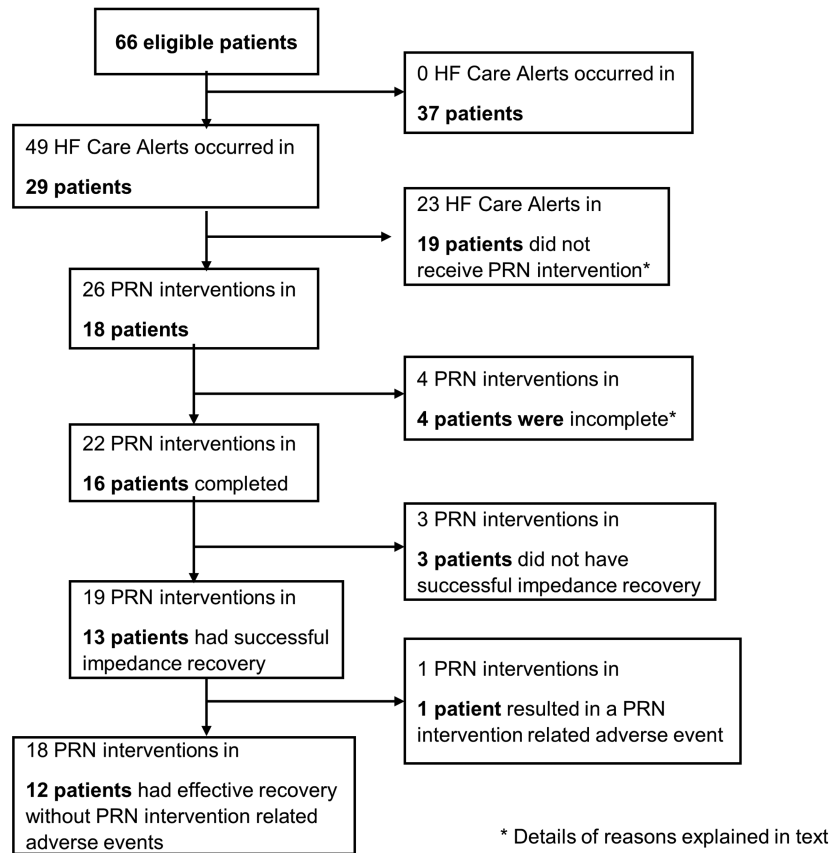 66 eligible patients
0 HF Care Alerts occurred in
37 patients
49 HF Care Alerts occurred in
29 patients
23 HF Care Alerts in
19 patients did not
receive PRN intervention*
26 PRN interventions in
18 patients
4 PRN interventions in
4 patients were incomplete*
22 PRN interventions in
16 patients completed
3 PRN interventions in
3 patients did not have
successful impedance recovery
19 PRN interventions in
13 patients had successful
impedance recovery
1 PRN interventions in
1 patient resulted in a PRN
intervention related adverse event
18 PRN interventions in
12 patients had effective recovery
without PRN intervention related
adverse events
* Details of reasons explained in text